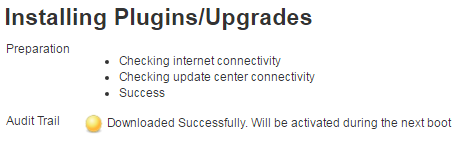 Installing Plugins/Upgrades
Preparation
Checking internet connectivity
Checking update center connectivity
Success
Audit Trail
Downloaded Successfully. Will be activated during the next boot